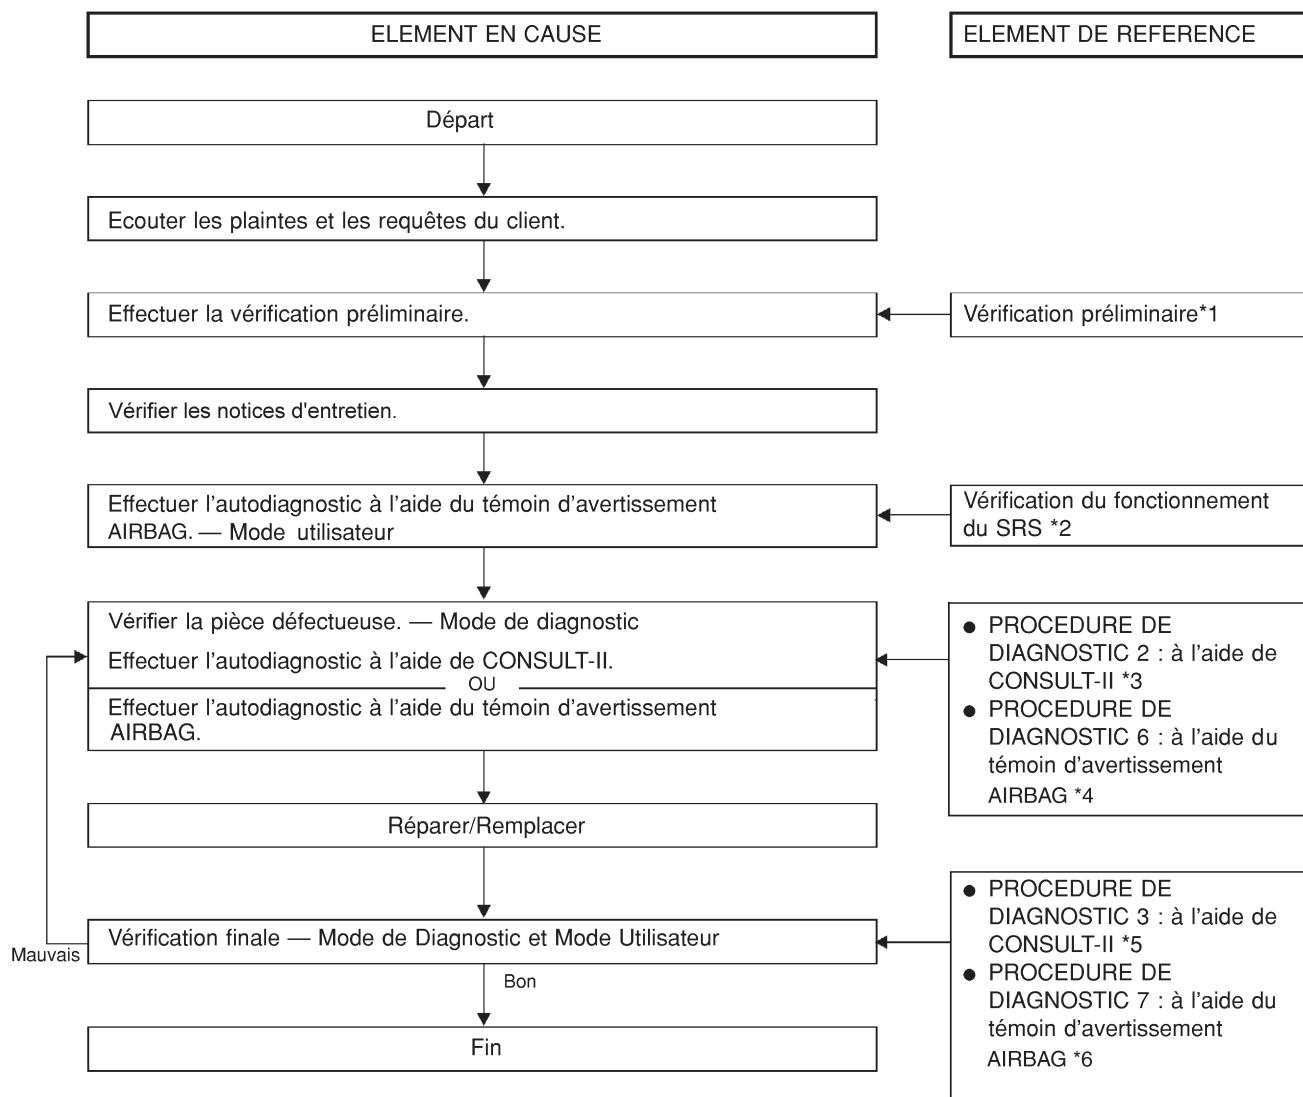 ELEMENT EN CAUSE
ELEMENT DE REFERENCE
Départ
Ecouter les plaintes et les requêtes du client.
Effectuer la vérification préliminaire.
Vérification préliminaire*1
Vérifier les notices d'entretien.
Effectuer l'autodiagnostic à l'aide du témoin d'avertissement
AIRBAG. — Mode utilisateur
Vérification du fonctionnement
du SRS *2
Vérifier la pièce défectueuse. — Mode de diagnostic
Effectuer l'autodiagnostic à l'aide de CONSULT-II.
OU
Effectuer l'autodiagnostic à l'aide du témoin d'avertissement
AIRBAG.
● PROCEDURE DE
DIAGNOSTIC 2 : à l'aide de
CONSULT-II *3
● PROCEDURE DE
DIAGNOSTIC 6 : à l'aide du
témoin d'avertissement
AIRBAG *4
Réparer/Remplacer
Vérification finale — Mode de Diagnostic et Mode Utilisateur
Mauvais
Bon
● PROCEDURE DE
DIAGNOSTIC 3 : à l'aide de
CONSULT-II *5
● PROCEDURE DE
DIAGNOSTIC 7 : à l'aide du
témoin d'avertissement
AIRBAG *6
Fin